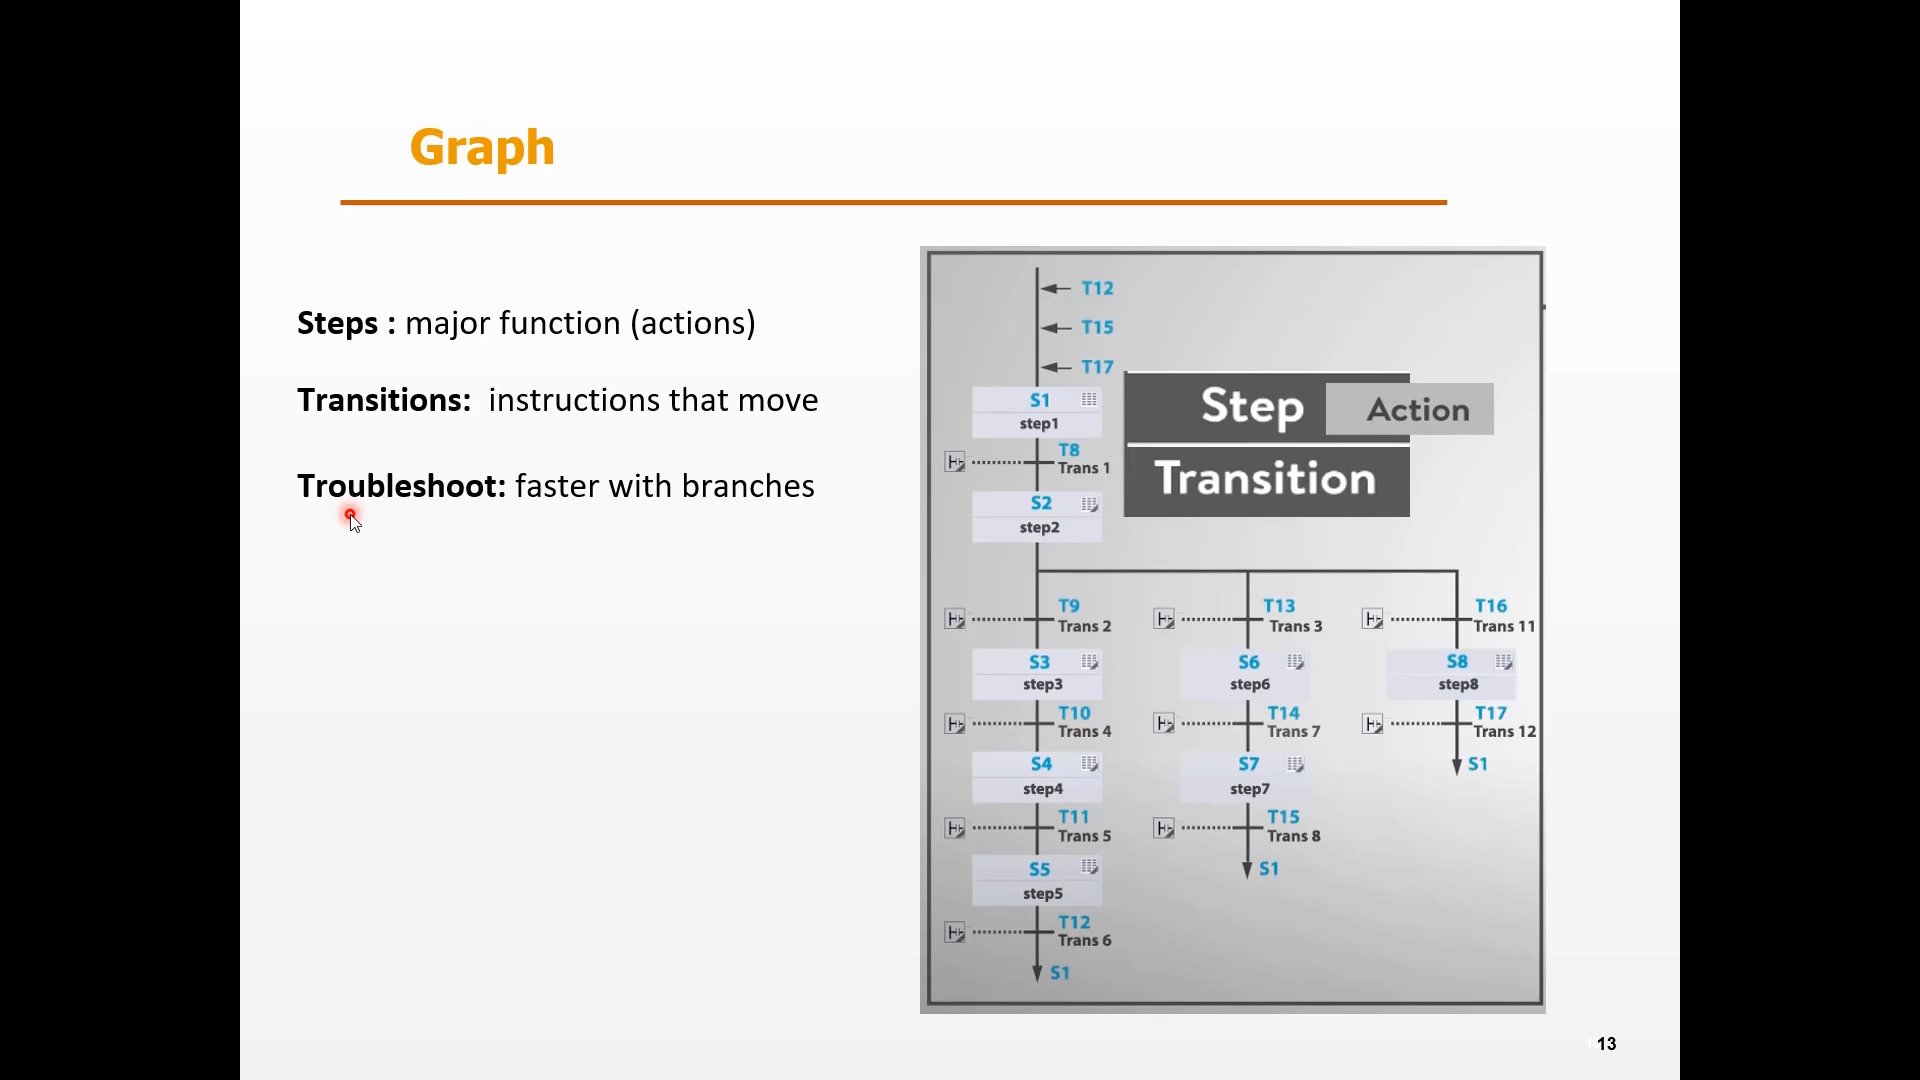 Graph
Steps : major function (actions)
Transitions:  instructions that move
Troubleshoot: faster with branches
T12
T15
T17
S1
step1
Step
Action
Transition
T8
Trans 1
S2
step2
T9
Trans 2
T13
Trans 3
T16
Trans 11
S3
step3
S6
step6
S8
step8
T10
Trans 4
T14
Trans 7
T17
Trans 12
S4
step4
S7
step7
S1
T11
Trans 5
T15
Trans 8
S5
step5
S1
T12
Trans 6
S1
13